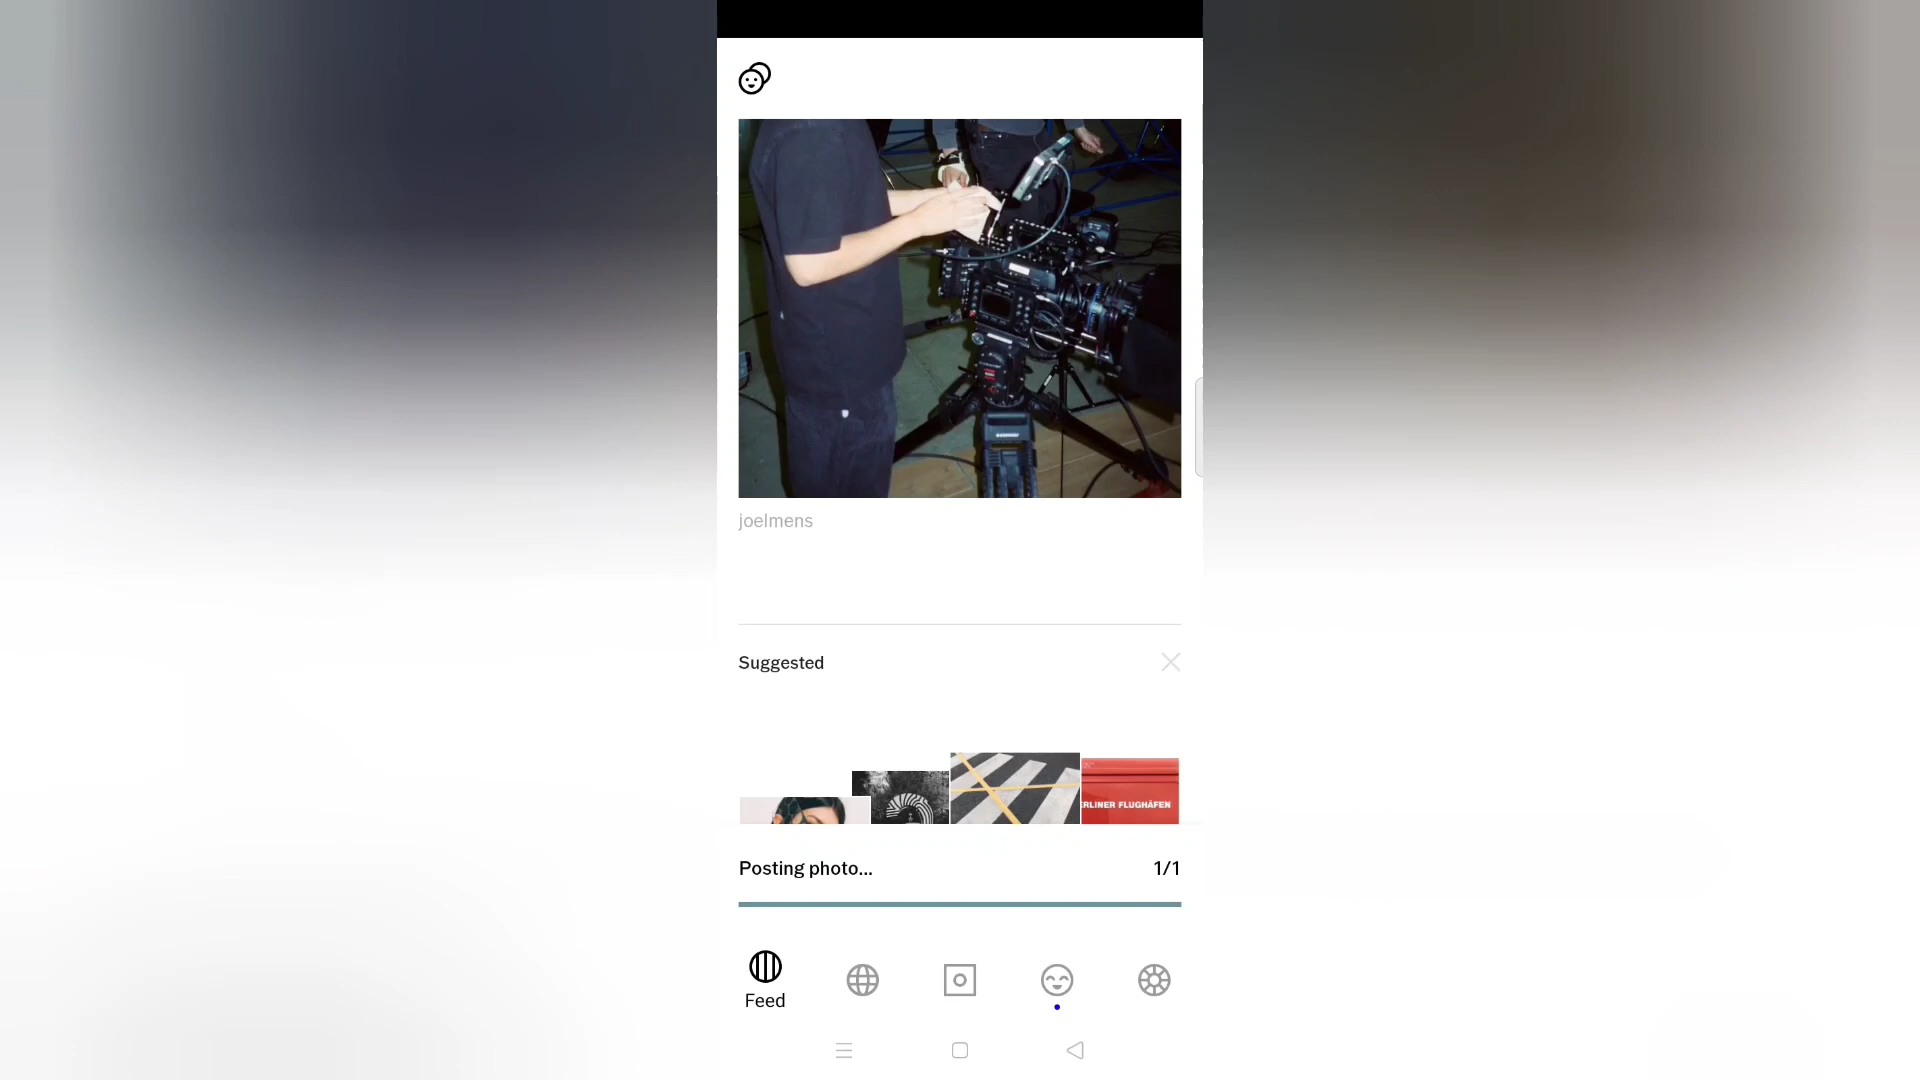 joelmens
Suggested
ERLINER FLUGHÄFEN
Posting photo...
1/1
Feed